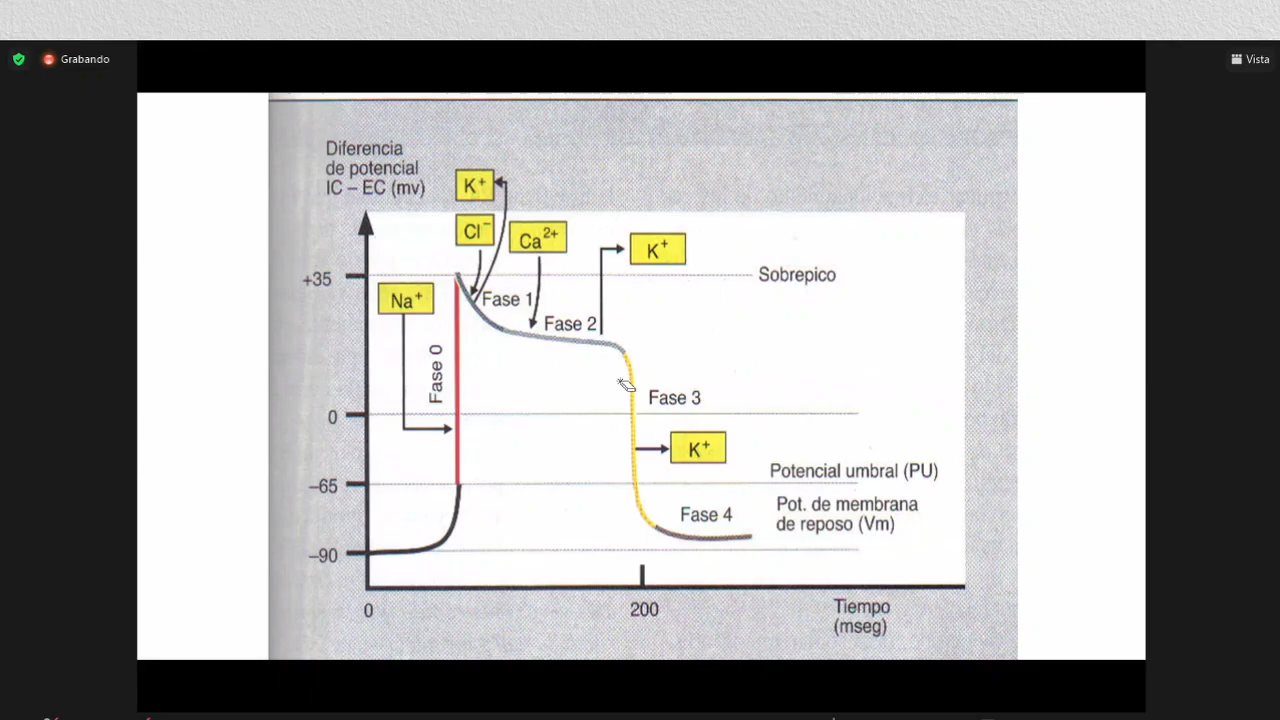 Grabando
Vista
Diferencia
de potencial
IC – EC (mv)
K⁺
Cl⁻
Ca²⁺
K⁺
+35
Sobrepico
Na⁺
Fase 1
Fase 2
Fase 0
Fase 3
0
K⁺
–65
Potencial umbral (PU)
Pot. de membrana
de reposo (Vm)
Fase 4
–90
0
200
Tiempo
(mseg)